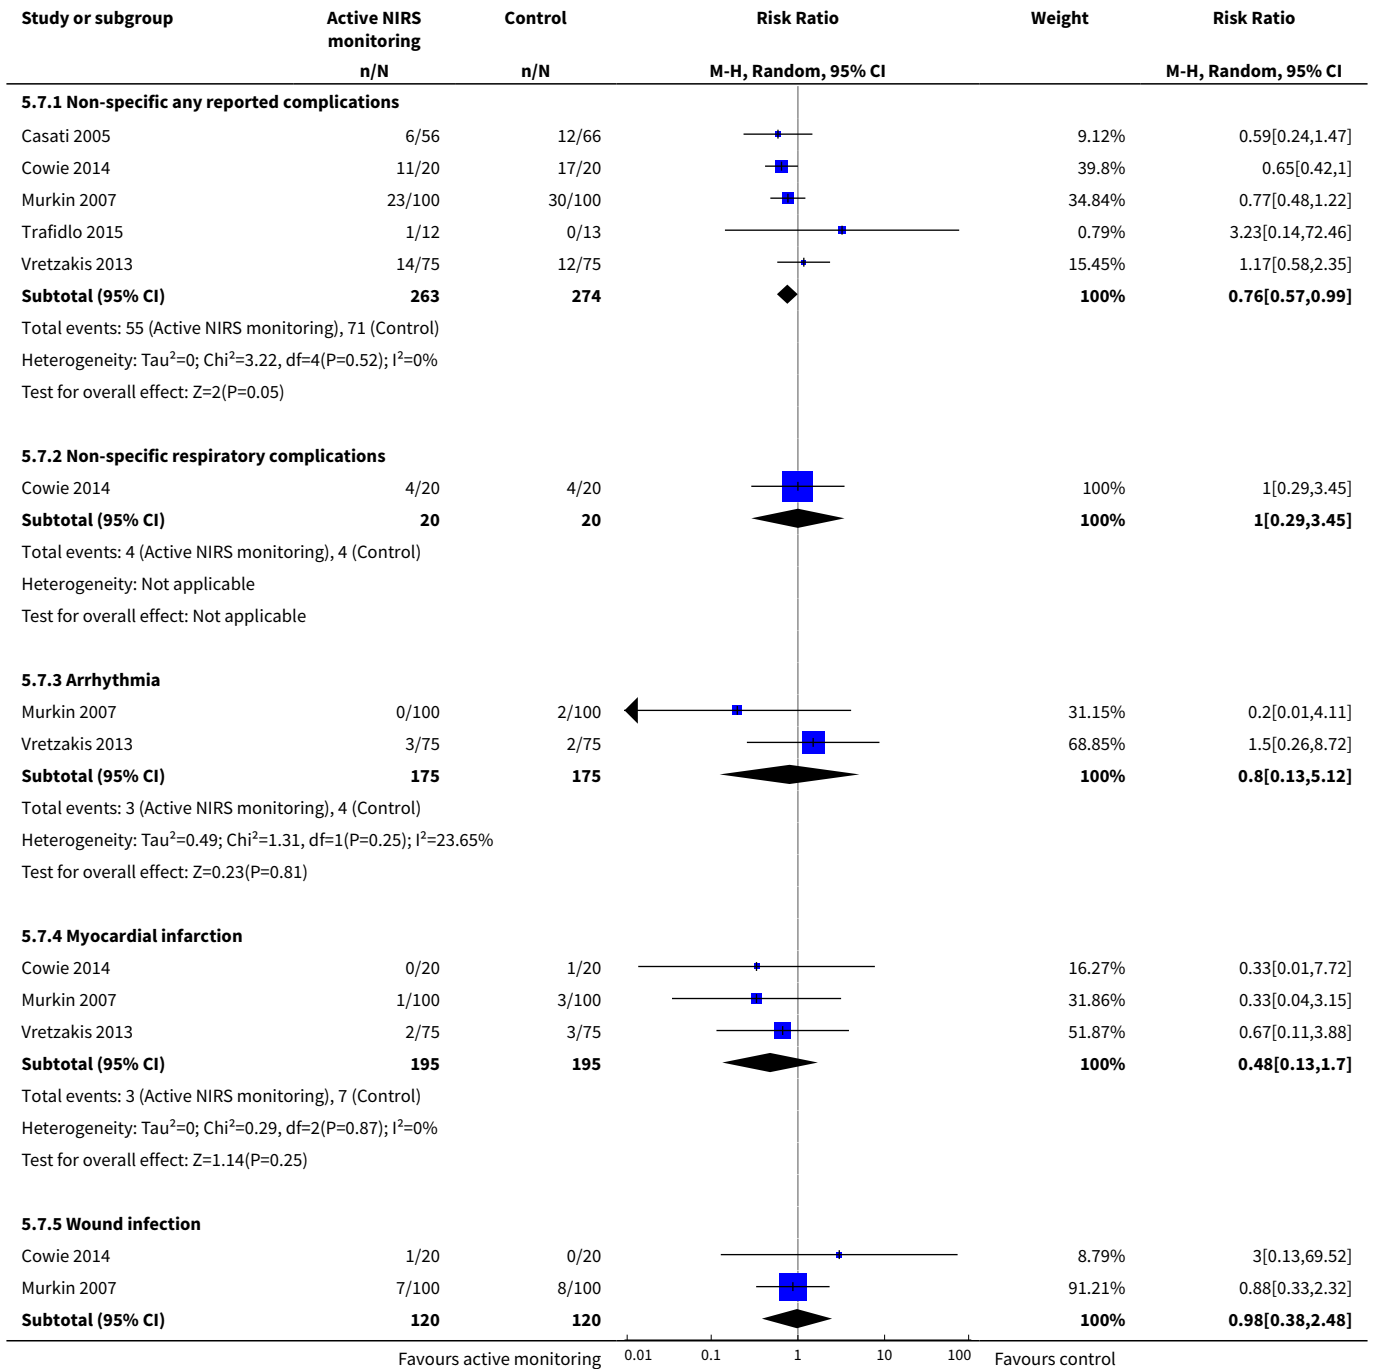 Study or subgroup Active NIRS monitoring Control Risk Ratio Weight Risk Ratio
n/N n/N M-H, Random, 95% CI M-H, Random, 95% CI
5.7.1 Non-specific any reported complications
Casati 2005 6/56 12/66 9.12% 0.59[0.24,1.47]
Cowie 2014 11/20 17/20 39.8% 0.65[0.42,1]
Murkin 2007 23/100 30/100 34.84% 0.77[0.48,1.22]
Trafidlo 2015 1/12 0/13 0.79% 3.23[0.14,72.46]
Vretzakis 2013 14/75 12/75 15.45% 1.17[0.58,2.35]
Subtotal (95% CI) 263 274 100% 0.76[0.57,0.99]
Total events: 55 (Active NIRS monitoring), 71 (Control)
Heterogeneity: Tau²=0; Chi²=3.22, df=4(P=0.52); I²=0%
Test for overall effect: Z=2(P=0.05)
5.7.2 Non-specific respiratory complications
Cowie 2014 4/20 4/20 100% 1[0.29,3.45]
Subtotal (95% CI) 20 20 100% 1[0.29,3.45]
Total events: 4 (Active NIRS monitoring), 4 (Control)
Heterogeneity: Not applicable
Test for overall effect: Not applicable
5.7.3 Arrhythmia
Murkin 2007 0/100 2/100 31.15% 0.2[0.01,4.11]
Vretzakis 2013 3/75 2/75 68.85% 1.5[0.26,8.72]
Subtotal (95% CI) 175 175 100% 0.8[0.13,5.12]
Total events: 3 (Active NIRS monitoring), 4 (Control)
Heterogeneity: Tau²=0.49; Chi²=1.31, df=1(P=0.25); I²=23.65%
Test for overall effect: Z=0.23(P=0.81)
5.7.4 Myocardial infarction
Cowie 2014 0/20 1/20 16.27% 0.33[0.01,7.72]
Murkin 2007 1/100 3/100 31.86% 0.33[0.04,3.15]
Vretzakis 2013 2/75 3/75 51.87% 0.67[0.11,3.88]
Subtotal (95% CI) 195 195 100% 0.48[0.13,1.7]
Total events: 3 (Active NIRS monitoring), 7 (Control)
Heterogeneity: Tau²=0; Chi²=0.29, df=2(P=0.87); I²=0%
Test for overall effect: Z=1.14(P=0.25)
5.7.5 Wound infection
Cowie 2014 1/20 0/20 8.79% 3[0.13,69.52]
Murkin 2007 7/100 8/100 91.21% 0.88[0.33,2.32]
Subtotal (95% CI) 120 120 100% 0.98[0.38,2.48]
Favours active monitoring 0.01 0.1 1 10 100 Favours control